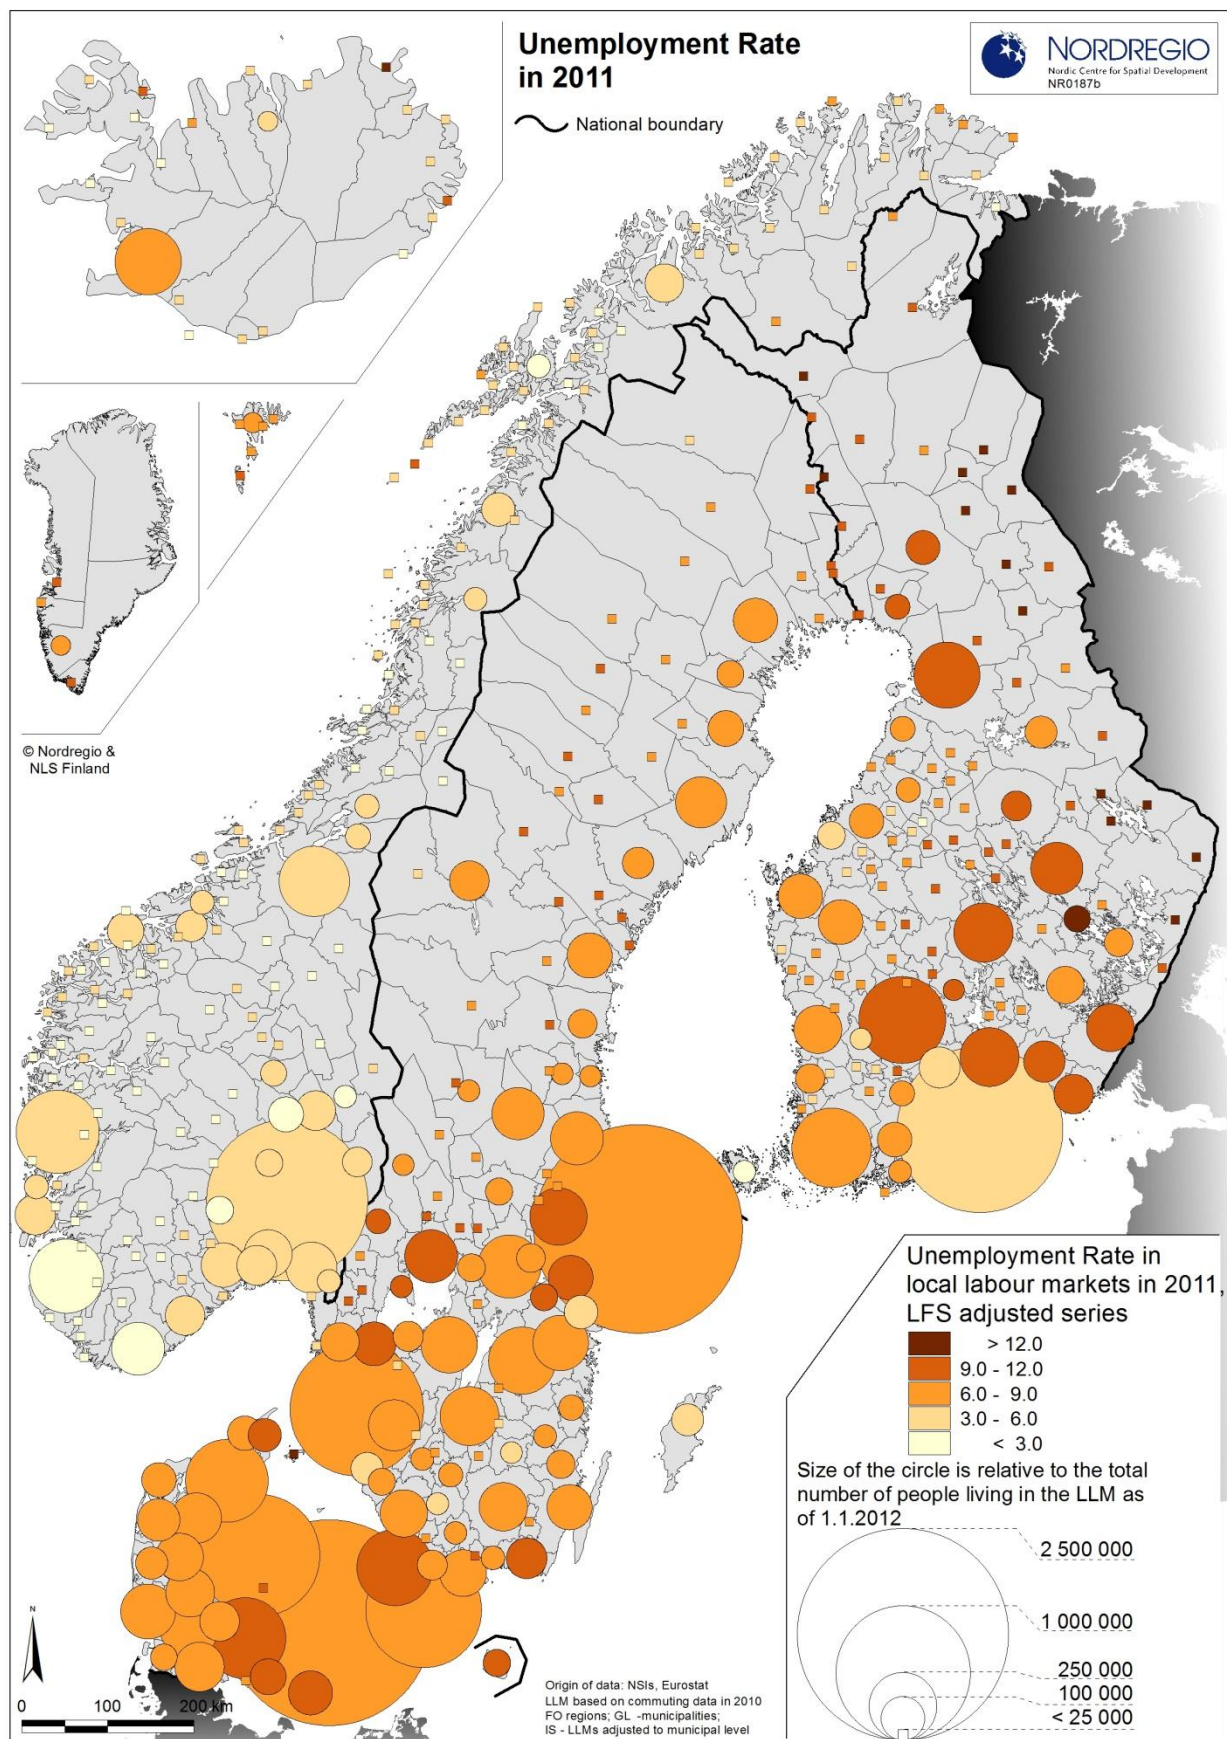 Unemployment Rate
in 2011
National boundary
NORDREGIO
Nordic Centre for Spatial Development
NR0187b
© Nordregio &
NLS Finland
Unemployment Rate in
local labour markets in 2011,
LFS adjusted series
> 12.0
9.0 - 12.0
6.0 - 9.0
3.0 - 6.0
< 3.0
Size of the circle is relative to the total
number of people living in the LLM as
of 1.1.2012
2 500 000
1 000 000
250 000
100 000
< 25 000
N
0 100 200 km
Origin of data: NSIs, Eurostat
LLM based on commuting data in 2010
FO regions; GL -municipalities;
IS - LLMs adjusted to municipal level